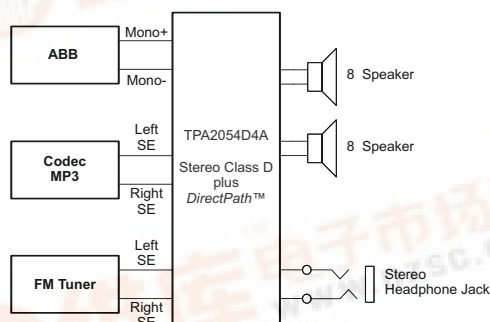 Mono+
ABB
Mono-
8 Speaker
Left
SE
TPA2054D4A
8 Speaker
Codec
MP3
Stereo Class D
plus
DirectPath™
Right
SE
Left
SE
FM Tuner
Stereo
Headphone Jack
Right
SE